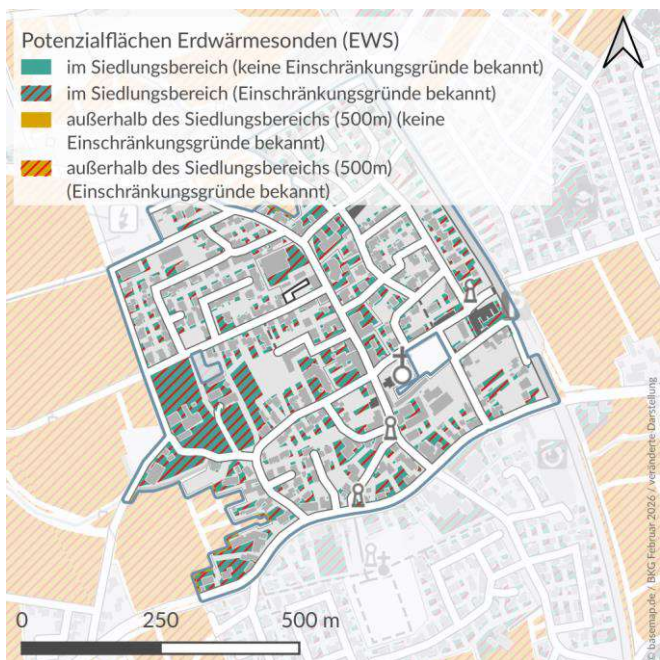 Potenzialflächen Erdwärmesonden (EWS)
im Siedlungsbereich (keine Einschränkungsgründe bekannt)
im Siedlungsbereich (Einschränkungsgründe bekannt)
außerhalb des Siedlungsbereichs (500m) (keine
Einschränkungsgründe bekannt)
außerhalb des Siedlungsbereichs (500m)
(Einschränkungsgründe bekannt)
0 250 500 m
© basemap.de / BKG Februar 2026 / veränderte Darstellung